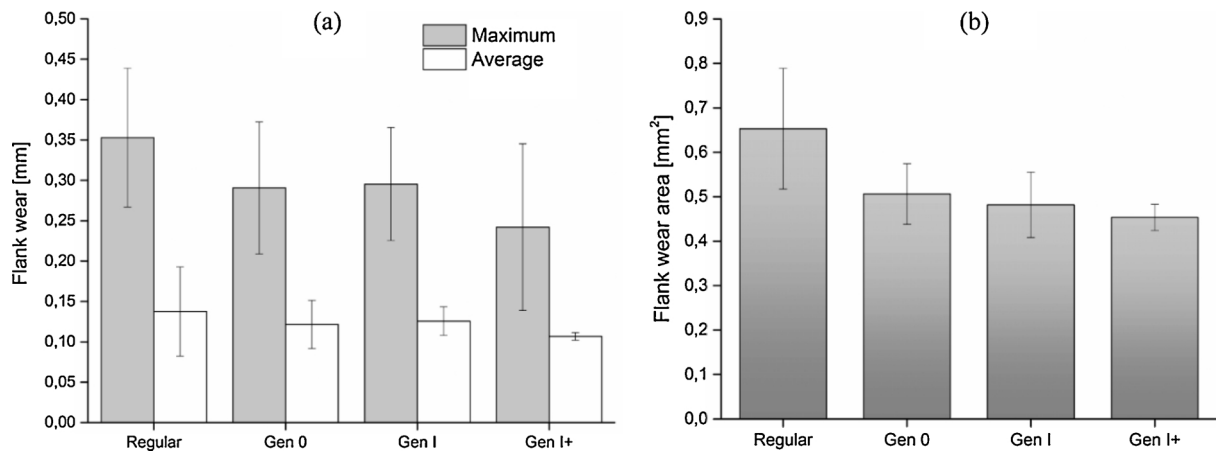 (a)
Maximum
Average
Flank wear [mm]
0,50
0,45
0,40
0,35
0,30
0,25
0,20
0,15
0,10
0,05
0,00
Regular
Gen 0
Gen I
Gen I+
(b)
Flank wear area [mm²]
0,9
0,8
0,7
0,6
0,5
0,4
0,3
0,2
0,1
0,0
Regular
Gen 0
Gen I
Gen I+